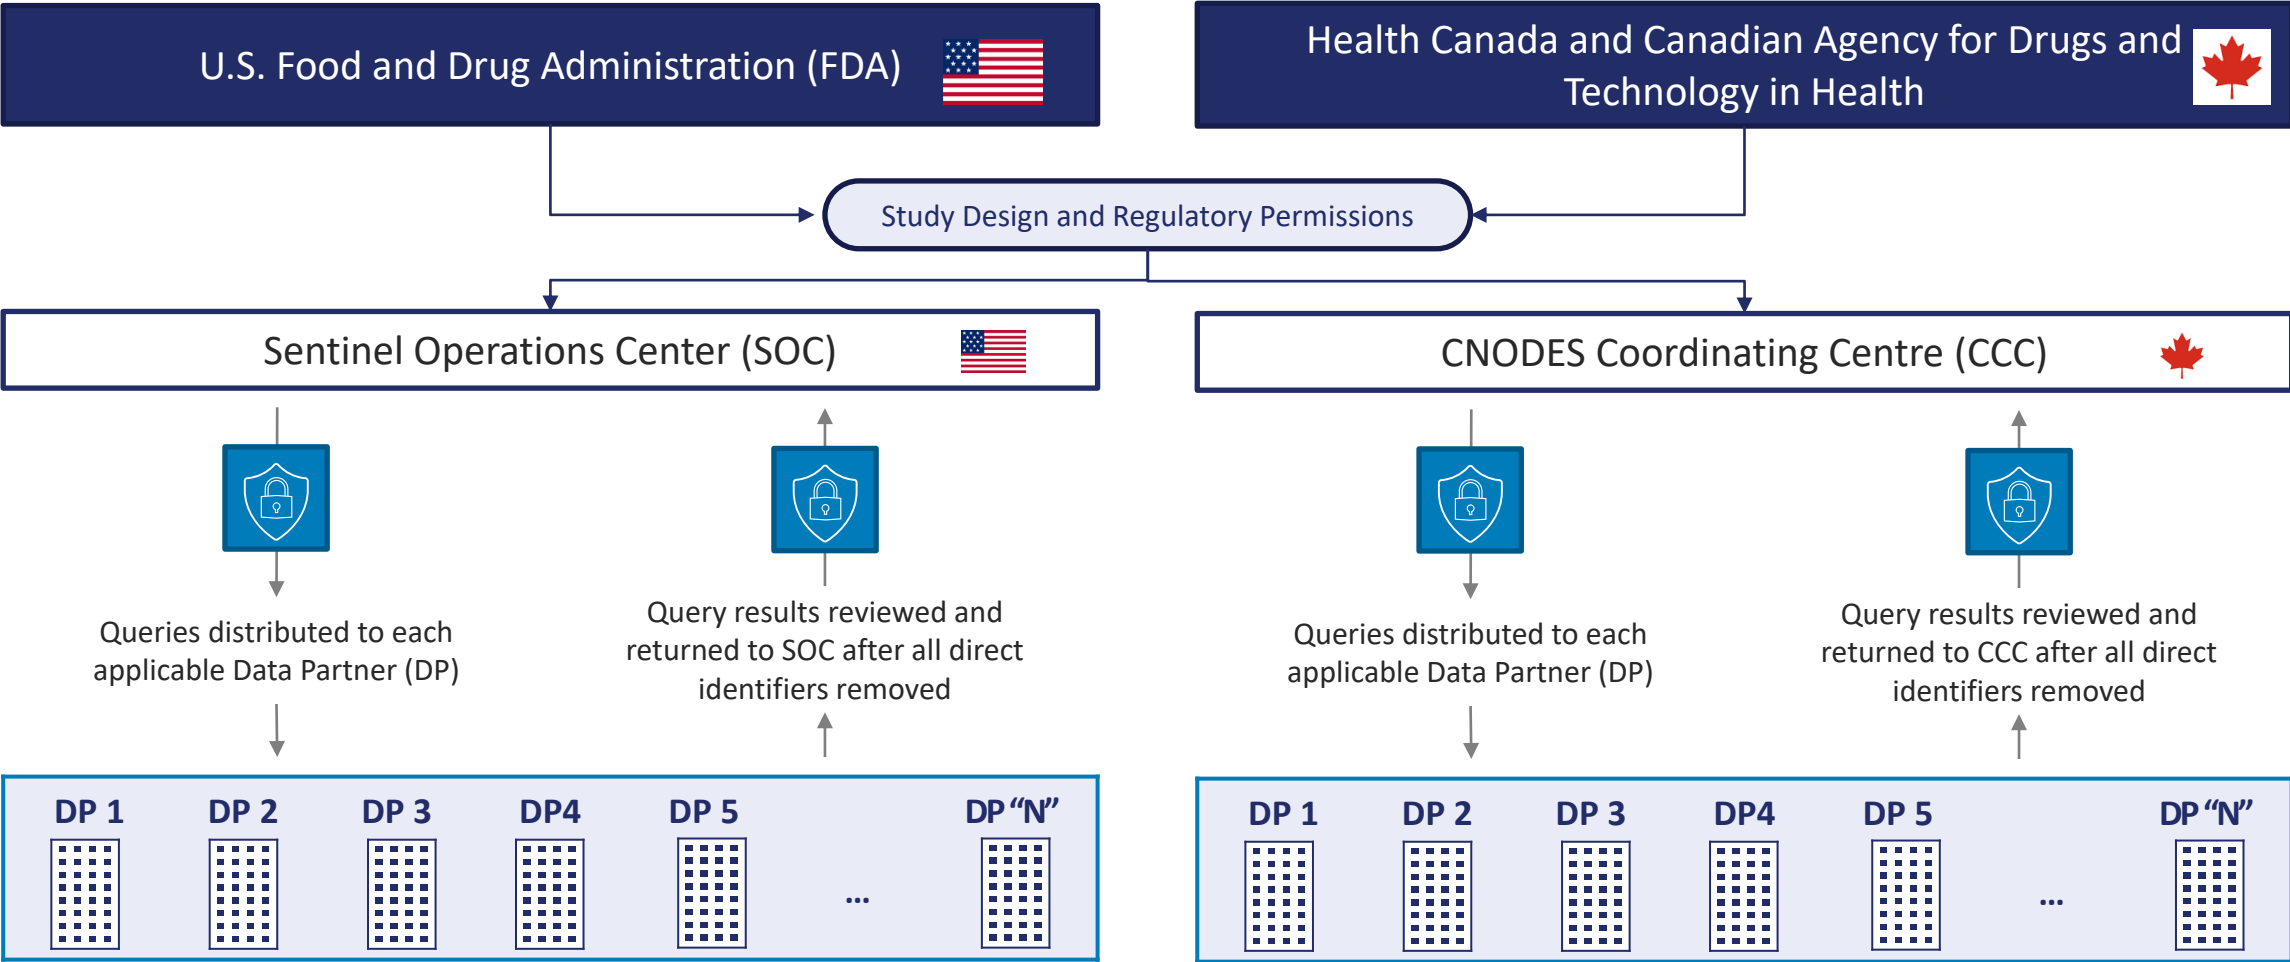 U.S. Food and Drug Administration (FDA)
Health Canada and Canadian Agency for Drugs and
Technology in Health
Study Design and Regulatory Permissions
Sentinel Operations Center (SOC)
CNODES Coordinating Centre (CCC)
Queries distributed to each
applicable Data Partner (DP)
Query results reviewed and
returned to SOC after all direct
identifiers removed
Queries distributed to each
applicable Data Partner (DP)
Query results reviewed and
returned to CCC after all direct
identifiers removed
DP 1 DP 2 DP 3 DP4 DP 5 DP “N”
...
DP 1 DP 2 DP 3 DP4 DP 5 DP “N”
...